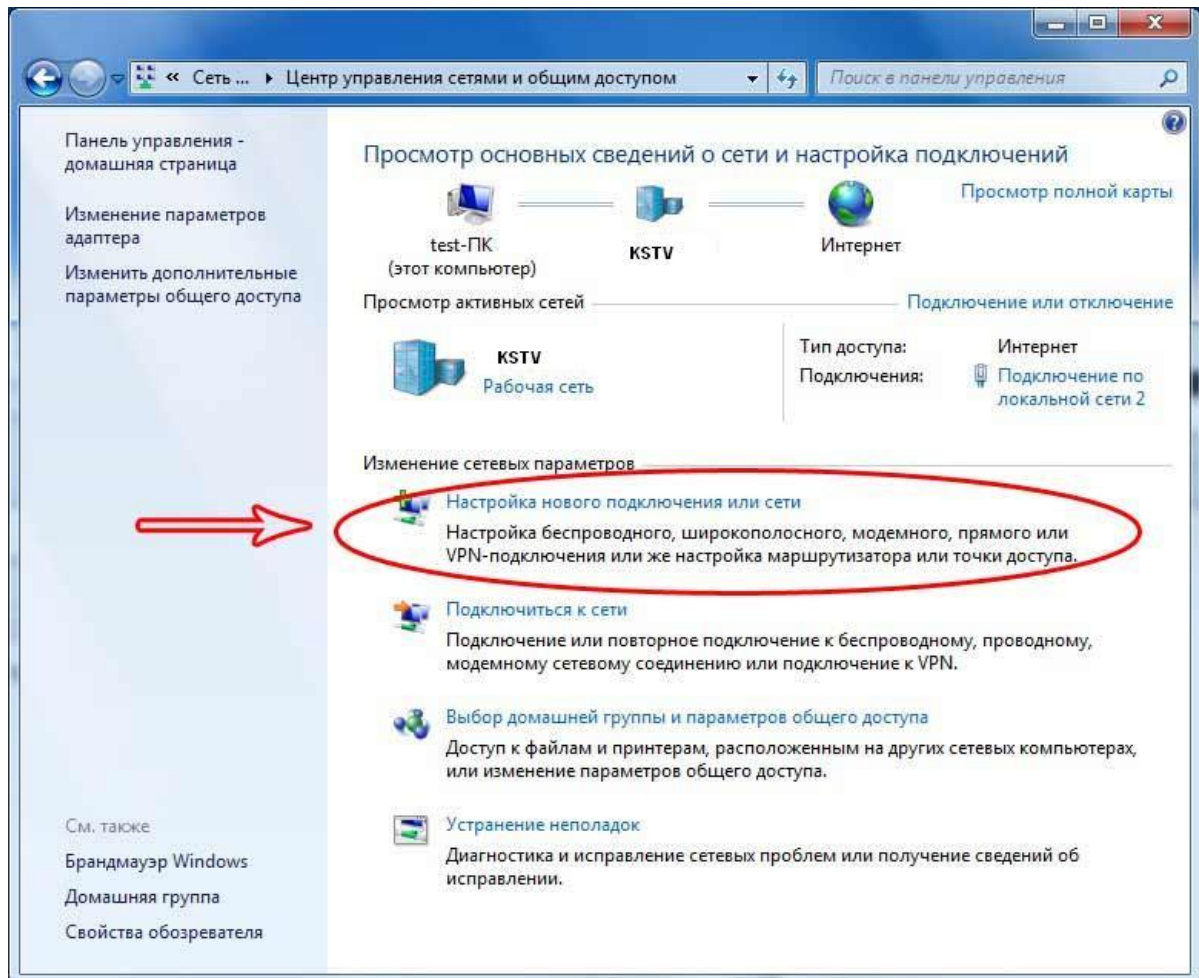 « Сеть ... ▸ Центр управления сетями и общим доступом
Поиск в панели управления
Панель управления -
домашняя страница
Изменение параметров
адаптера
Изменить дополнительные
параметры общего доступа
Просмотр основных сведений о сети и настройка подключений
Просмотр полной карты
test-ПК
(этот компьютер)
KSTV
Интернет
Просмотр активных сетей
Подключение или отключение
KSTV
Рабочая сеть
Тип доступа: Интернет
Подключения: Подключение по
локальной сети 2
Изменение сетевых параметров
Настройка нового подключения или сети
Настройка беспроводного, широкополосного, модемного, прямого или
VPN-подключения или же настройка маршрутизатора или точки доступа.
Подключиться к сети
Подключение или повторное подключение к беспроводному, проводному,
модемному сетевому соединению или подключение к VPN.
Выбор домашней группы и параметров общего доступа
Доступ к файлам и принтерам, расположенным на других сетевых компьютерах,
или изменение параметров общего доступа.
Устранение неполадок
Диагностика и исправление сетевых проблем или получение сведений об
исправлении.
См. также
Брандмауэр Windows
Домашняя группа
Свойства обозревателя